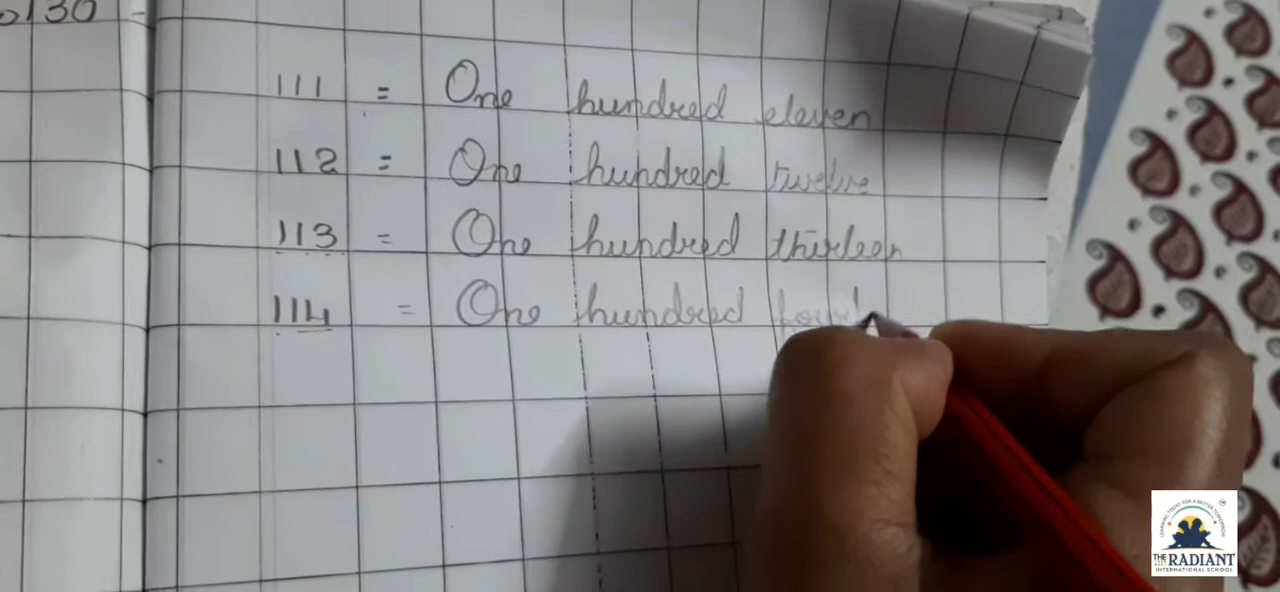 130
111 = One hundred eleven
112 = One hundred twelve
113 = One hundred thirteen
114 = One hundred fourt
THE RADIANT
INTERNATIONAL SCHOOL